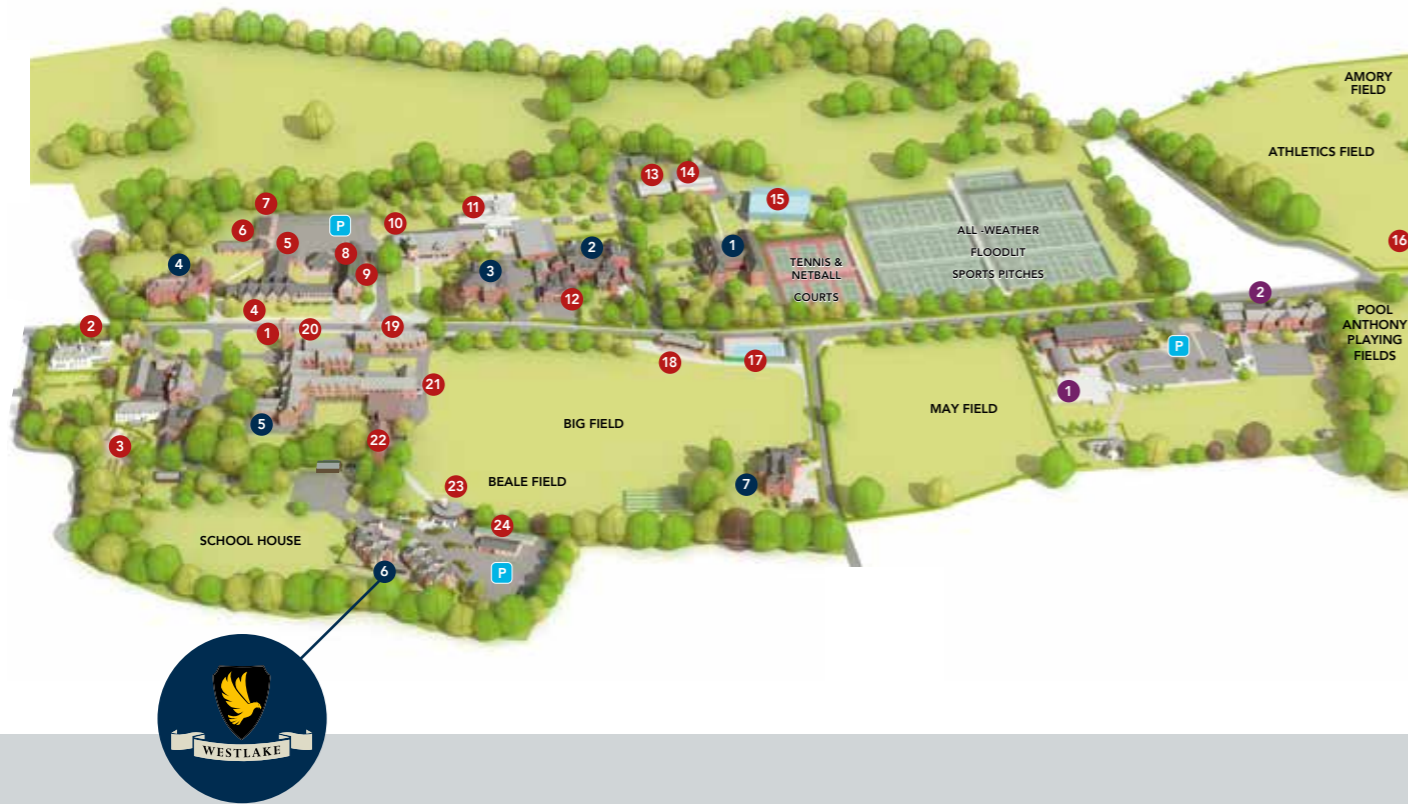 AMORY
FIELD
ATHLETICS FIELD
13
14
7
15
11
6
P
10
16
5
ALL -WEATHER
FLOODLIT
SPORTS PITCHES
1
2
8
4
TENNIS &
NETBALL
COURTS
3
9
12
2
4
POOL
ANTHONY
PLAYING
FIELDS
2
1
20
19
P
18
17
21
1
MAY FIELD
BIG FIELD
5
22
3
BEALE FIELD
7
23
24
SCHOOL HOUSE
6
P
WESTLAKE